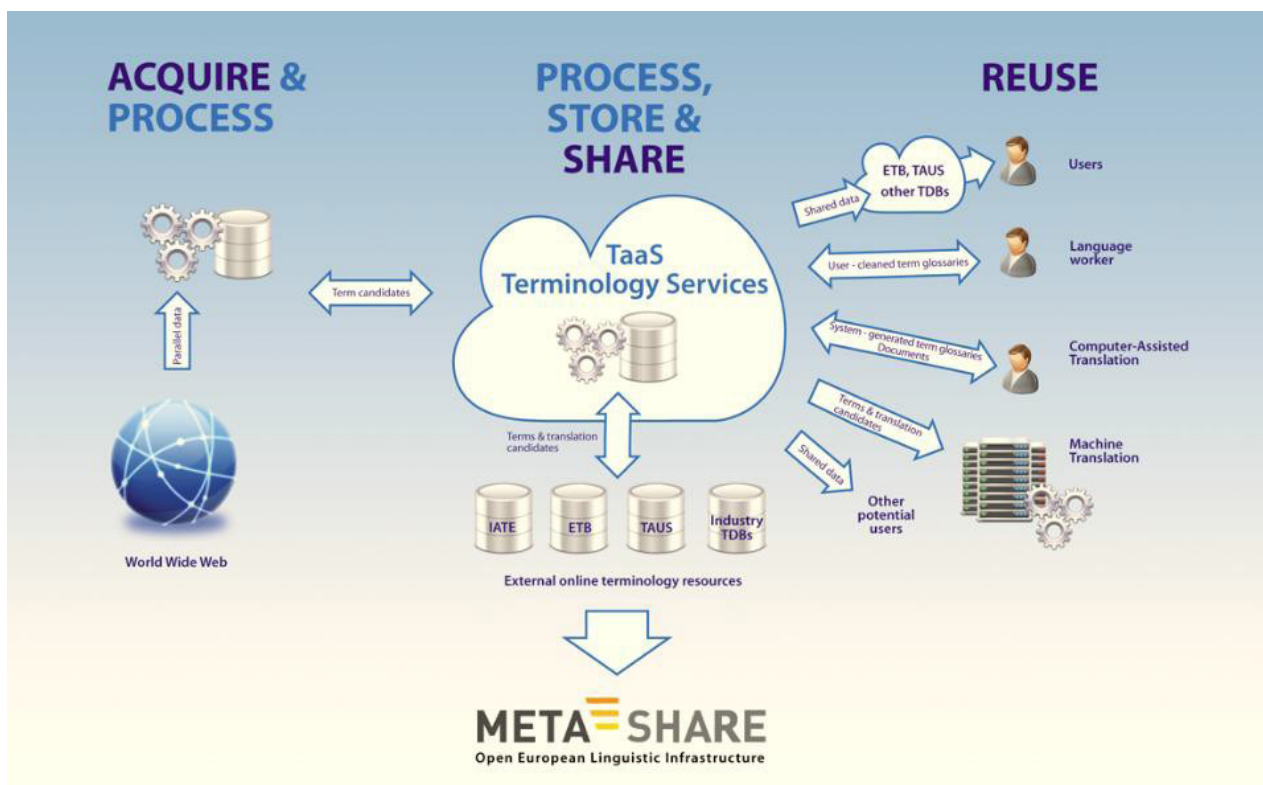 ACQUIRE &
PROCESS
PROCESS,
STORE &
SHARE
REUSE
Parallel data
World Wide Web
Term candidates
TaaS
Terminology Services
Terms & translation
candidates
IATE
ETB
TAUS
Industry
TDBs
External online terminology resources
META SHARE
Open European Linguistic Infrastructure
Shared data
ETB, TAUS
other TDBs
Users
User - cleaned term glossaries
Language
worker
System - generated term glossaries
Documents
Computer-Assisted
Translation
Terms & translation
candidates
Machine
Translation
Shared data
Other
potential
users